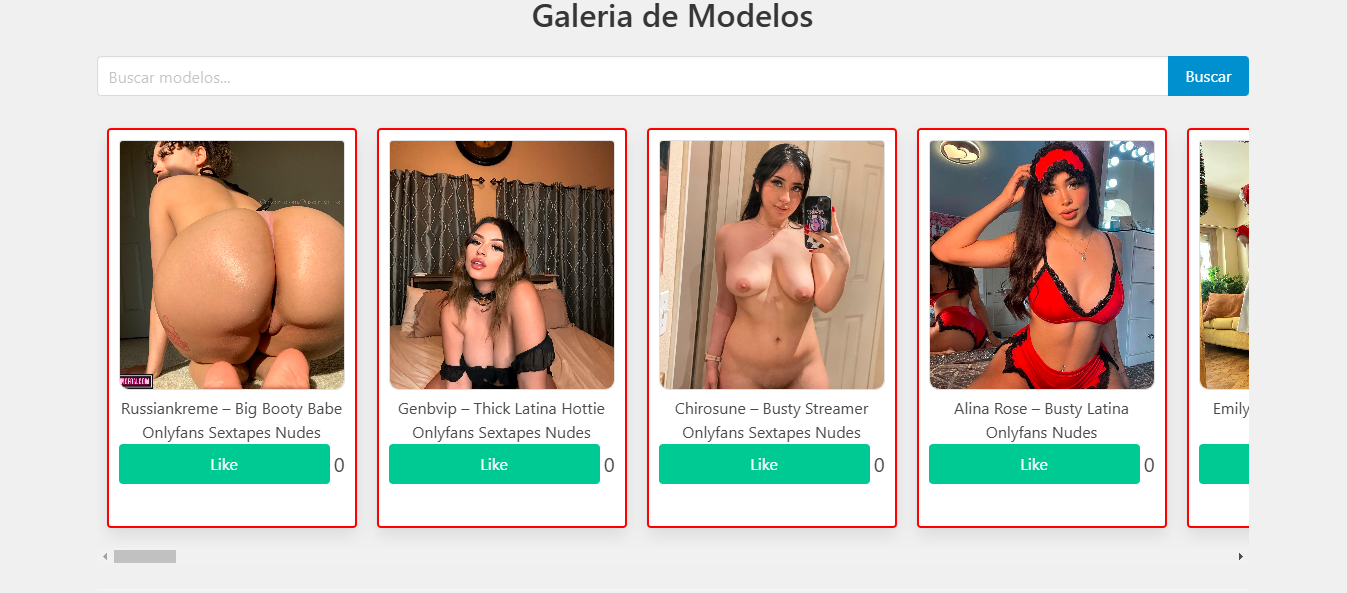 Galeria de Modelos
Buscar modelos...
Buscar
Russiankreme – Big Booty Babe
Onlyfans Sextapes Nudes
Like 0
Genbvip – Thick Latina Hottie
Onlyfans Sextapes Nudes
Like 0
Chirosune – Busty Streamer
Onlyfans Sextapes Nudes
Like 0
Alina Rose – Busty Latina
Onlyfans Nudes
Like 0
Emily